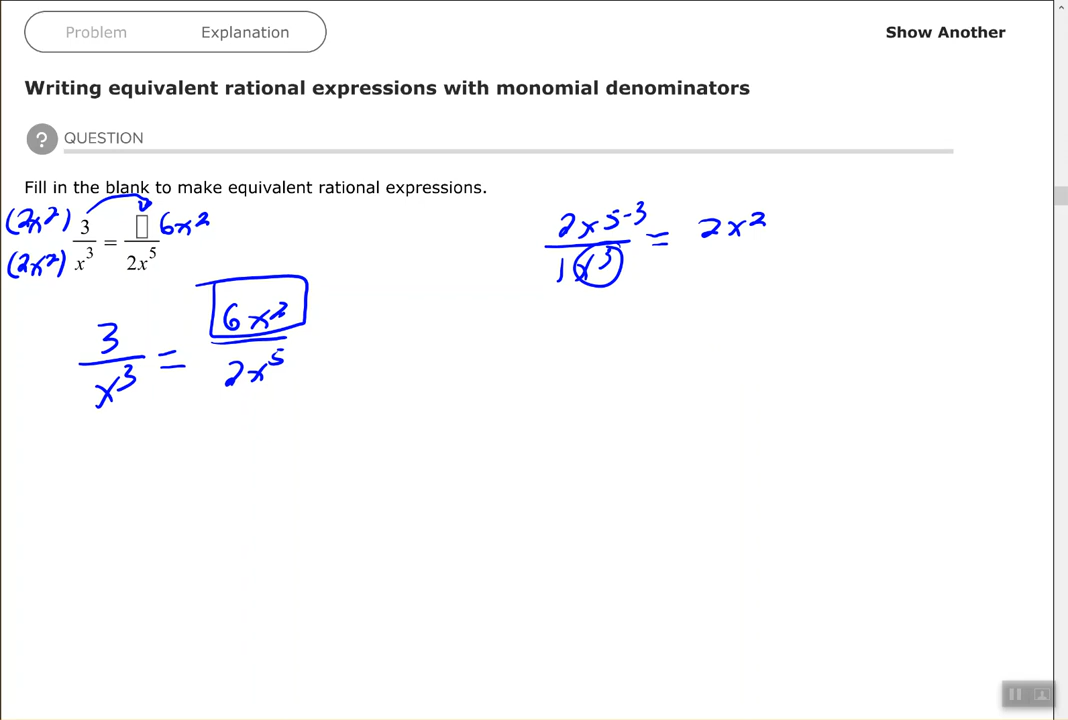 Problem Explanation Show Another
Writing equivalent rational expressions with monomial denominators
? QUESTION
Fill in the blank to make equivalent rational expressions.
(2x²) 3 / (2x²) x³ = □ / 2x⁵ 6x²
2x⁵⁻³ / 1x³ = 2x²
3 / x³ = 6x² / 2x⁵